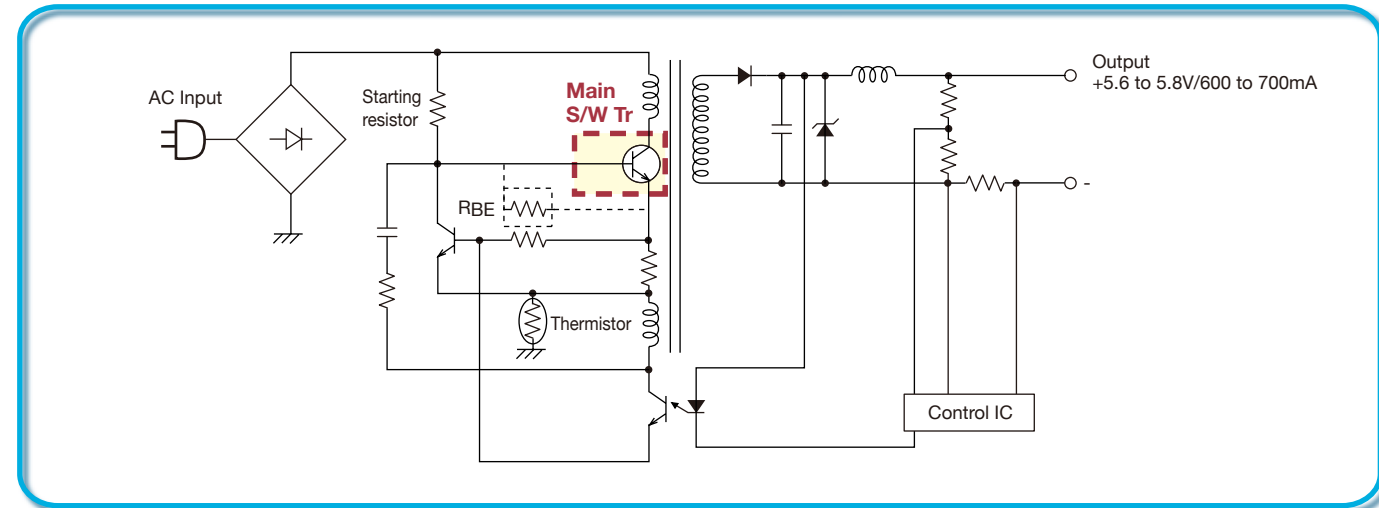 AC Input
Starting
resistor
Main
S/W Tr
Output
+5.6 to 5.8V/600 to 700mA
-
RBE
Thermistor
Control IC